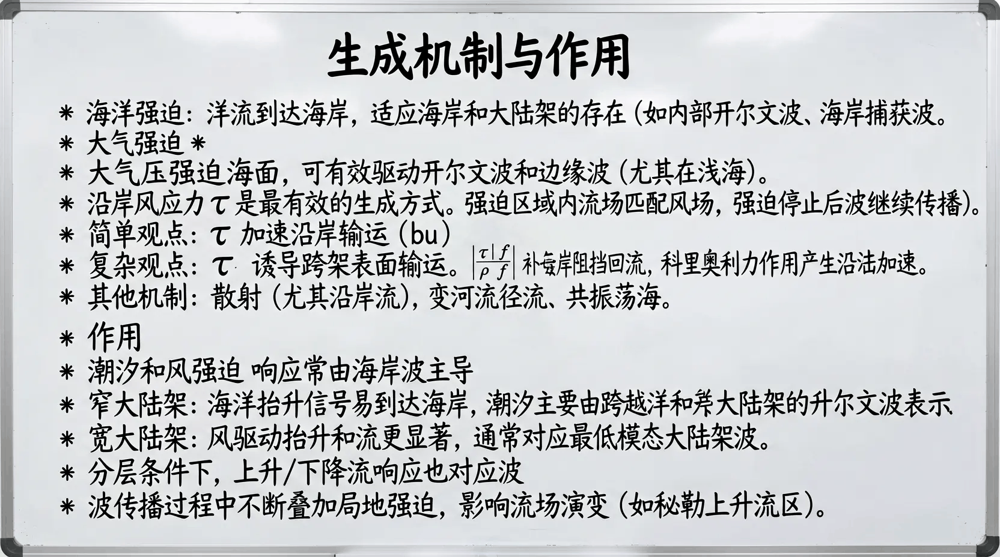 生成机制与作用
* 海洋强迫：洋流到达海岸，适应海岸和大陆架的存在（如内部开尔文波、海岸捕获波。
* 大气强迫 *
* 大气压强迫海面，可有效驱动开尔文波和边缘波（尤其在浅海）。
* 沿岸风应力 τ 是最有效的生成方式。强迫区域内流场匹配风场，强迫停止后波继续传播）。
* 简单观点：τ 加速沿岸输运（bu）
* 复杂观点：τ 诱导跨架表面输运。|τ| f / ρ f| 补岸阻挡回流，科里奥利力作用产生沿加速。
* 其他机制：散射（尤其沿岸流），变河流径流、共振荡海。
* 作用
* 潮汐和风强迫 响应常由海岸波主导
* 窄大陆架：海洋抬升信号易到达海岸，潮汐主要由跨越洋和大陆架的升尔文波表示
* 宽大陆架：风驱动抬升和流更显著，通常对应最低模态大陆架波。
* 分层条件下，上升/下降流响应也对应波
* 波传播过程中不断叠加局地强迫，影响流场演变（如秘勒上升流区）。